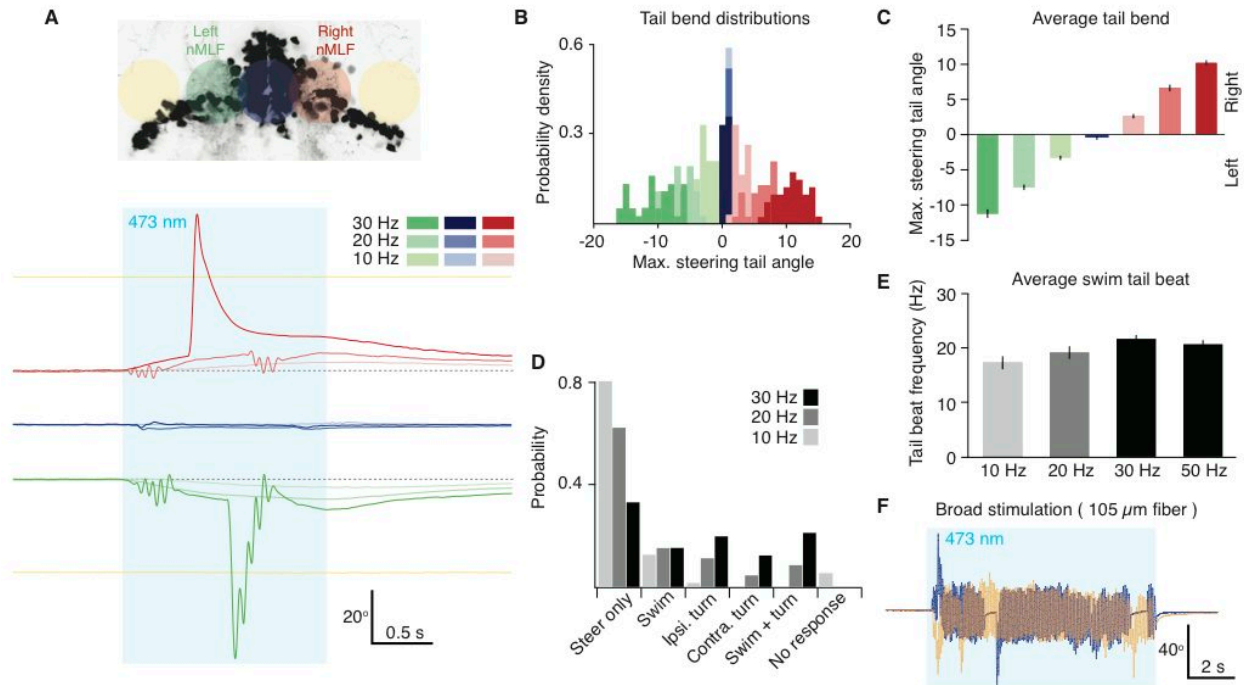 A
Left
nMLF
Right
nMLF
473 nm
30 Hz
20 Hz
10 Hz
20°
0.5 s
B
Tail bend distributions
Probability density
0.6
0.3
-20
-10
0
10
20
Max. steering tail angle
C
Average tail bend
Max. steering tail angle
15
10
5
0
-5
-10
-15
Right
Left
D
Probability
0.8
0.4
30 Hz
20 Hz
10 Hz
Steer only
Swim
Ipsi. turn
Contra. turn
Swim + turn
No response
E
Average swim tail beat
Tail beat frequency (Hz)
30
20
10
0
10 Hz
20 Hz
30 Hz
50 Hz
F
Broad stimulation ( 105 µm fiber )
473 nm
40°
2 s